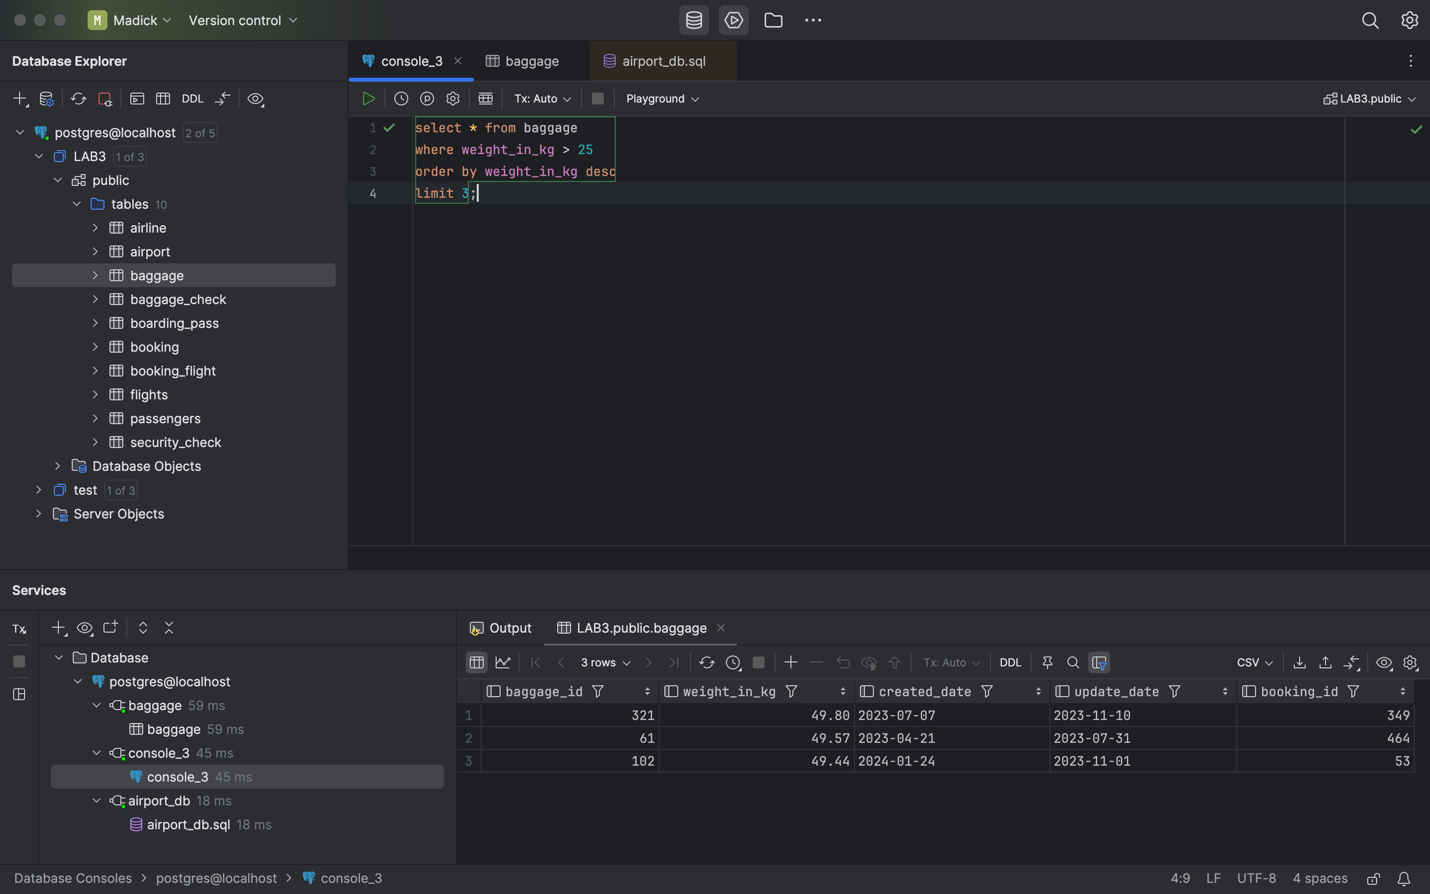 M Madick Version control
Database Explorer
console_3 baggage airport_db.sql
DDL
Tx: Auto Playground LAB3.public
postgres@localhost 2 of 5
LAB3 1 of 3
public
tables 10
airline
airport
baggage
baggage_check
boarding_pass
booking
booking_flight
flights
passengers
security_check
Database Objects
test 1 of 3
Server Objects
1 select * from baggage
2 where weight_in_kg > 25
3 order by weight_in_kg desc
4 limit 3;
Services
Tx
Database
postgres@localhost
baggage 59 ms
baggage 59 ms
console_3 45 ms
console_3 45 ms
airport_db 18 ms
airport_db.sql 18 ms
Output LAB3.public.baggage
3 rows Tx: Auto DDL CSV
baggage_id weight_in_kg created_date update_date booking_id
1 321 49.80 2023-07-07 2023-11-10 349
2 61 49.57 2023-04-21 2023-07-31 464
3 102 49.44 2024-01-24 2023-11-01 53
Database Consoles > postgres@localhost > console_3
4:9 LF UTF-8 4 spaces